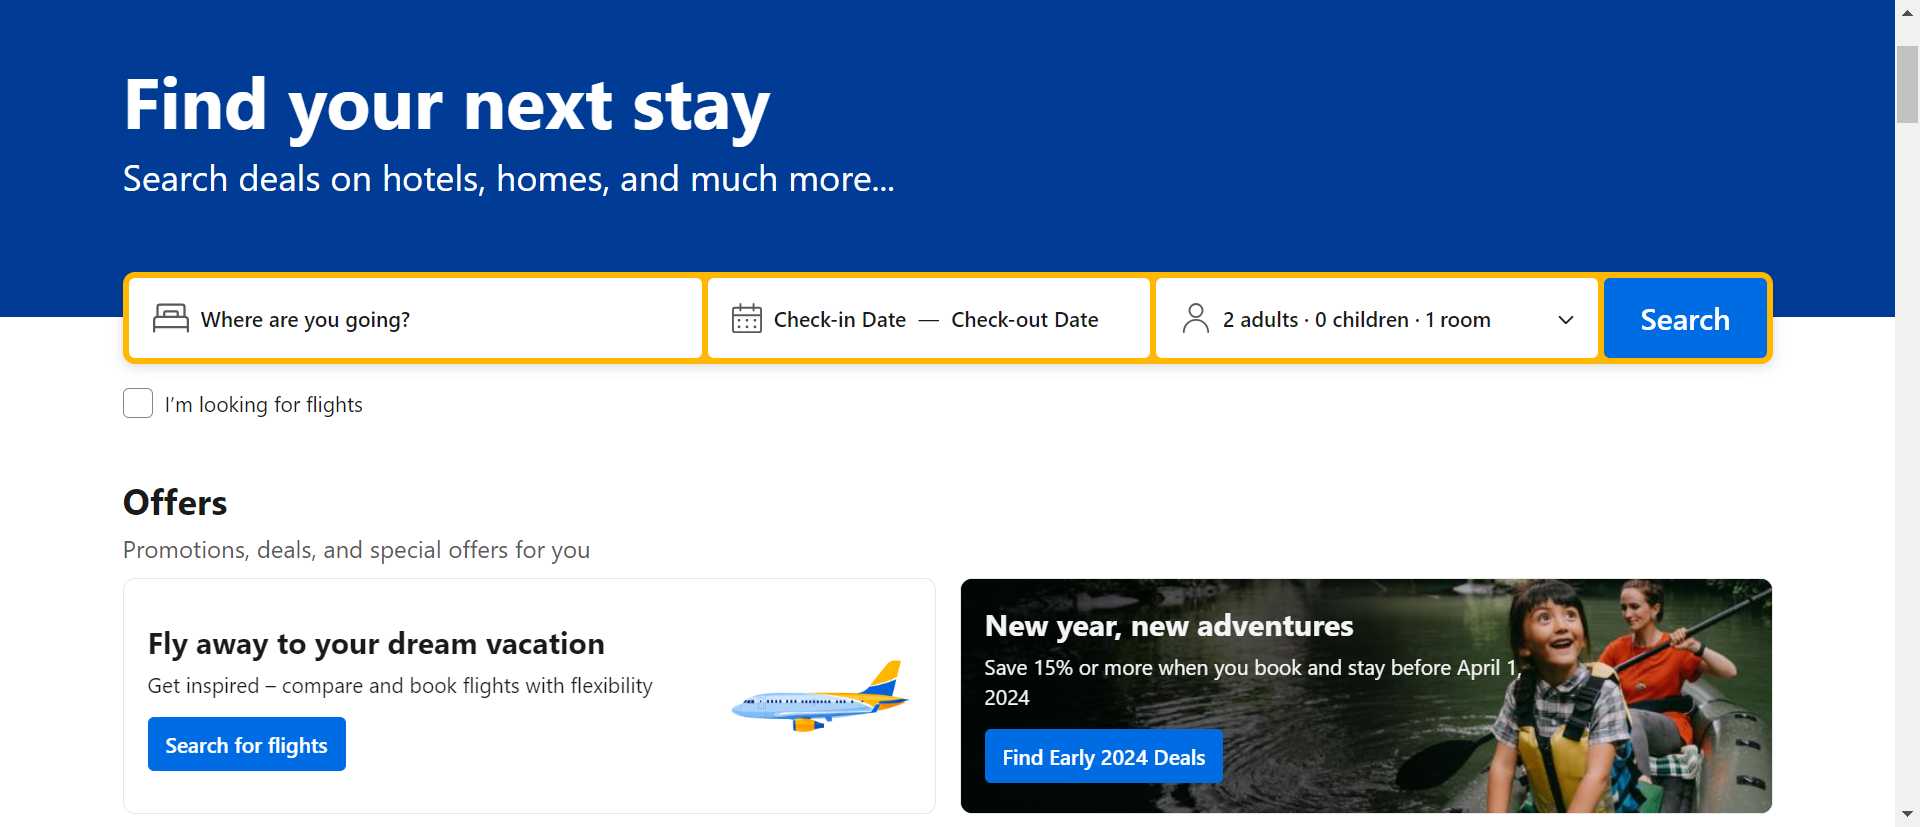 Find your next stay
Search deals on hotels, homes, and much more...
Where are you going?
Check-in Date — Check-out Date
2 adults · 0 children · 1 room
Search
I'm looking for flights
Offers
Promotions, deals, and special offers for you
Fly away to your dream vacation
Get inspired – compare and book flights with flexibility
Search for flights
New year, new adventures
Save 15% or more when you book and stay before April 1,
2024
Find Early 2024 Deals